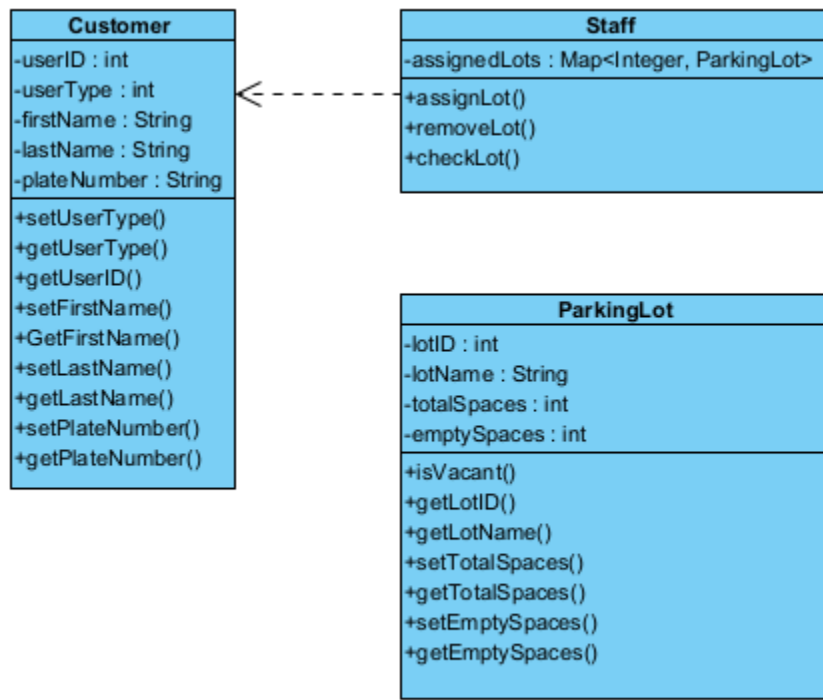 Customer
-userID : int
-userType : int
-firstName : String
-lastName : String
-plateNumber : String
+setUserType()
+getUserType()
+getUserID()
+setFirstName()
+GetFirstName()
+setLastName()
+getLastName()
+setPlateNumber()
+getPlateNumber()
Staff
-assignedLots : Map<Integer, ParkingLot>
+assignLot()
+removeLot()
+checkLot()
ParkingLot
-lotID : int
-lotName : String
-totalSpaces : int
-emptySpaces : int
+isVacant()
+getLotID()
+getLotName()
+setTotalSpaces()
+getTotalSpaces()
+setEmptySpaces()
+getEmptySpaces()